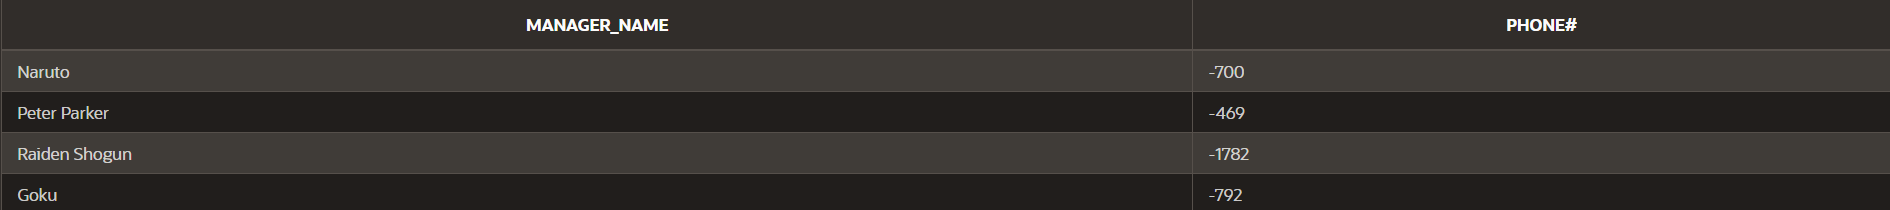 MANAGER_NAME PHONE#
Naruto -700
Peter Parker -469
Raiden Shogun -1782
Goku -792